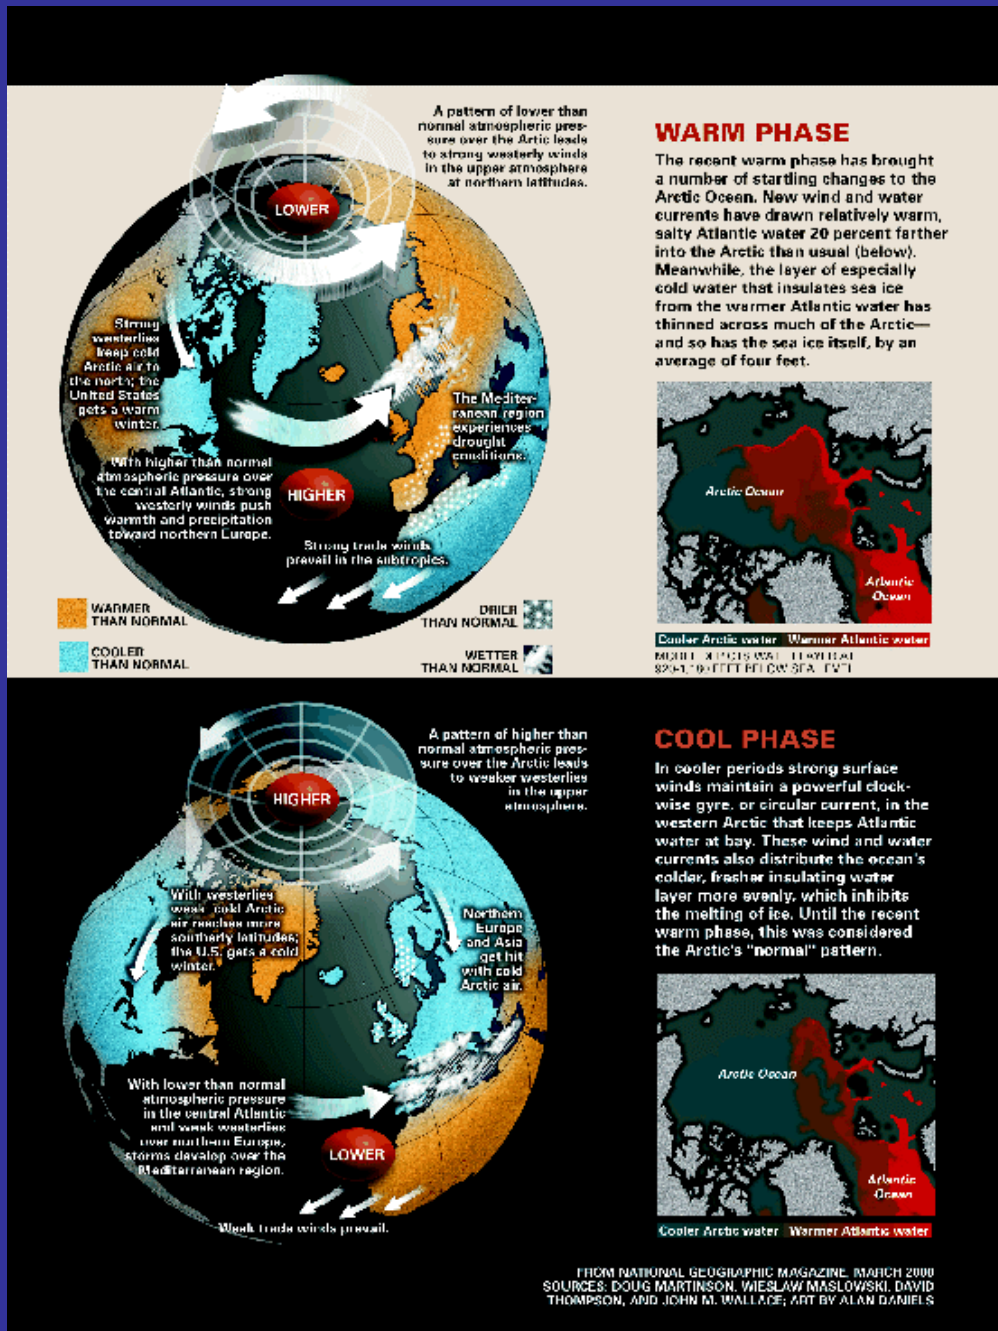 A pattern of lower than
normal atmospheric pres-
sure over the Artic leads
to strong westerly winds
in the upper atmosphere
at northern latitudes.
LOWER
Strong
westerlies
keep cold
Arctic air to
the north; the
United States
gets a warm
winter.
The Mediter-
ranean region
experiences
drought
conditions.
With higher than normal
atmospheric pressure over
the central Atlantic, strong
westerly winds push
warmth and precipitation
toward northern Europe.
HIGHER
Strong trade winds
prevail in the subtropics.
WARMER
THAN NORMAL
COOLER
THAN NORMAL
DRIER
THAN NORMAL
WETTER
THAN NORMAL
WARM PHASE
The recent warm phase has brought
a number of startling changes to the
Arctic Ocean. New wind and water
currents have drawn relatively warm,
salty Atlantic water 20 percent farther
into the Arctic than usual (below).
Meanwhile, the layer of especially
cold water that insulates sea ice
from the warmer Atlantic water has
thinned across much of the Arctic—
and so has the sea ice itself, by an
average of four feet.
Arctic Ocean
Atlantic
Ocean
Cooler Arctic water Warmer Atlantic water
FEET BELOW SEA LEVEL
A pattern of higher than
normal atmospheric pres-
sure over the Arctic leads
to weaker westerlies
in the upper
atmosphere.
HIGHER
With westerlies
weak, cold Arctic
air reaches more
southerly latitudes;
the U.S. gets a cold
winter.
Northern
Europe
and Asia
get hit
with cold
Arctic air.
With lower than normal
atmospheric pressure
in the central Atlantic
and weak westerlies
over northern Europe,
storms develop over the
Mediterranean region.
LOWER
Weak trade winds prevail.
COOL PHASE
In cooler periods strong surface
winds maintain a powerful clock-
wise gyre, or circular current, in the
western Arctic that keeps Atlantic
water at bay. These wind and water
currents also distribute the ocean's
colder, fresher insulating water
layer more evenly, which inhibits
the melting of ice. Until the recent
warm phase, this was considered
the Arctic's "normal" pattern.
Arctic Ocean
Atlantic
Ocean
Cooler Arctic water Warmer Atlantic water
FROM NATIONAL GEOGRAPHIC MAGAZINE, MARCH 2000
SOURCES: DOUG MARTINSON, WIESLAW MASLOWSKI, DAVID
THOMPSON, AND JOHN M. WALLACE; ART BY ALAN DANIELS